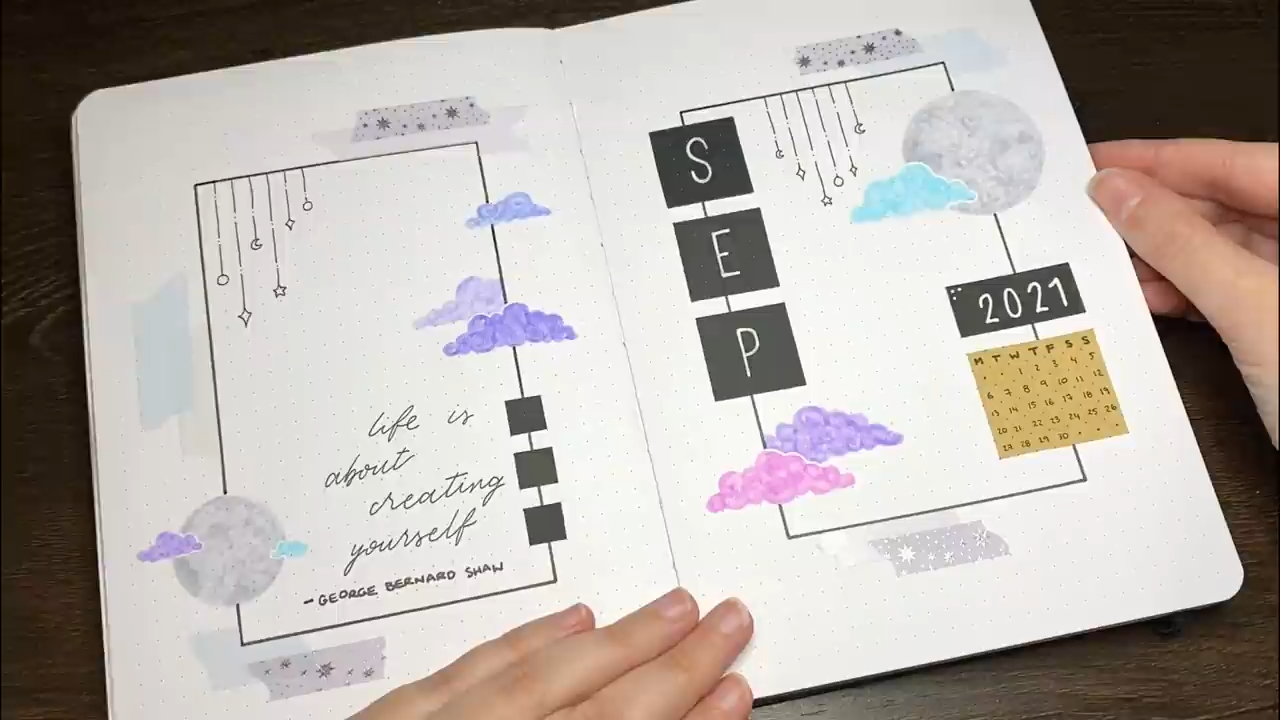 life is
about
creating
yourself
- GEORGE BERNARD SHAW
S
E
P
2021
M T W T F S S
1 2 3 4 5
6 7 8 9 10 11 12
13 14 15 16 17 18 19
20 21 22 23 24 25 26
27 28 29 30